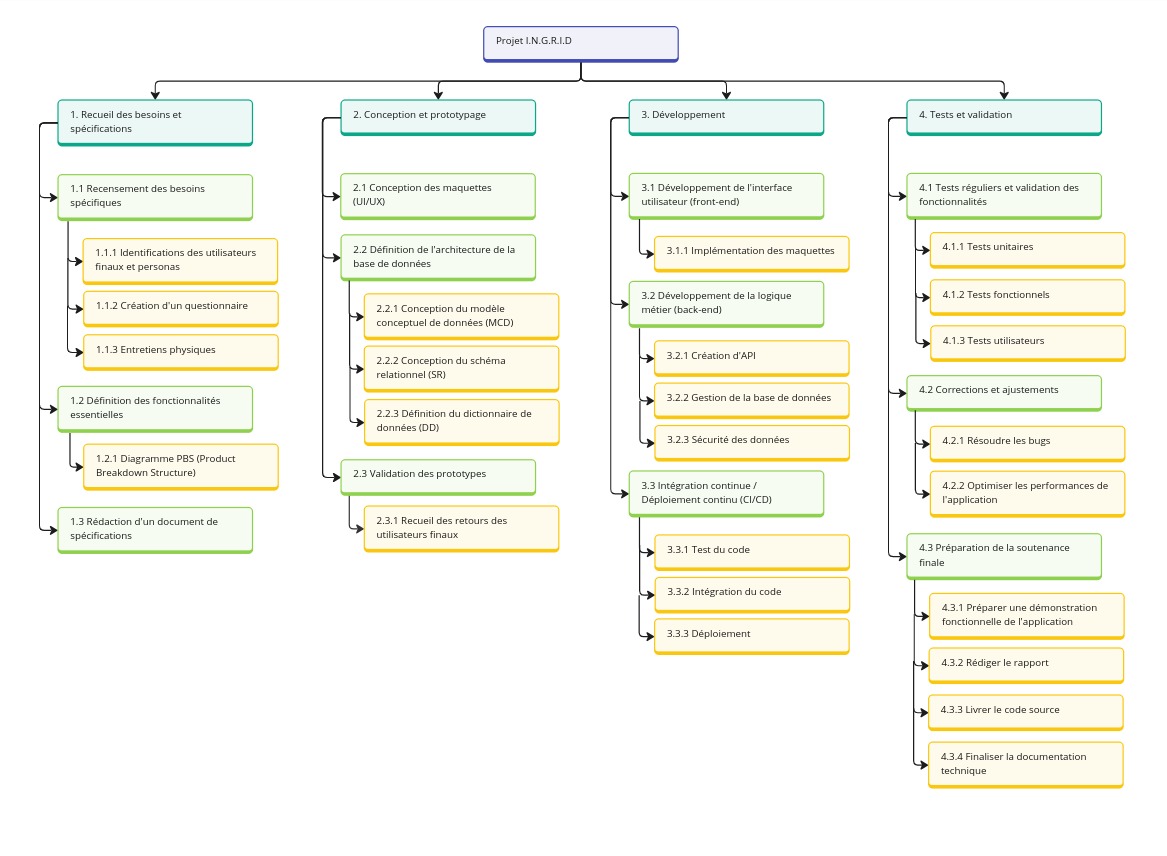 Projet I.N.G.R.I.D
1. Recueil des besoins et
spécifications
1.1 Recensement des besoins
spécifiques
1.1.1 Identifications des utilisateurs
finaux et personas
1.1.2 Création d'un questionnaire
1.1.3 Entretiens physiques
1.2 Définition des fonctionnalités
essentielles
1.2.1 Diagramme PBS (Product
Breakdown Structure)
1.3 Rédaction d'un document de
spécifications
2. Conception et prototypage
2.1 Conception des maquettes
(UI/UX)
2.2 Définition de l'architecture de la
base de données
2.2.1 Conception du modèle
conceptuel de données (MCD)
2.2.2 Conception du schéma
relationnel (SR)
2.2.3 Définition du dictionnaire de
données (DD)
2.3 Validation des prototypes
2.3.1 Recueil des retours des
utilisateurs finaux
3. Développement
3.1 Développement de l'interface
utilisateur (front-end)
3.1.1 Implémentation des maquettes
3.2 Développement de la logique
métier (back-end)
3.2.1 Création d'API
3.2.2 Gestion de la base de données
3.2.3 Sécurité des données
3.3 Intégration continue /
Déploiement continu (CI/CD)
3.3.1 Test du code
3.3.2 Intégration du code
3.3.3 Déploiement
4. Tests et validation
4.1 Tests réguliers et validation des
fonctionnalités
4.1.1 Tests unitaires
4.1.2 Tests fonctionnels
4.1.3 Tests utilisateurs
4.2 Corrections et ajustements
4.2.1 Résoudre les bugs
4.2.2 Optimiser les performances de
l'application
4.3 Préparation de la soutenance
finale
4.3.1 Préparer une démonstration
fonctionnelle de l'application
4.3.2 Rédiger le rapport
4.3.3 Livrer le code source
4.3.4 Finaliser la documentation
technique